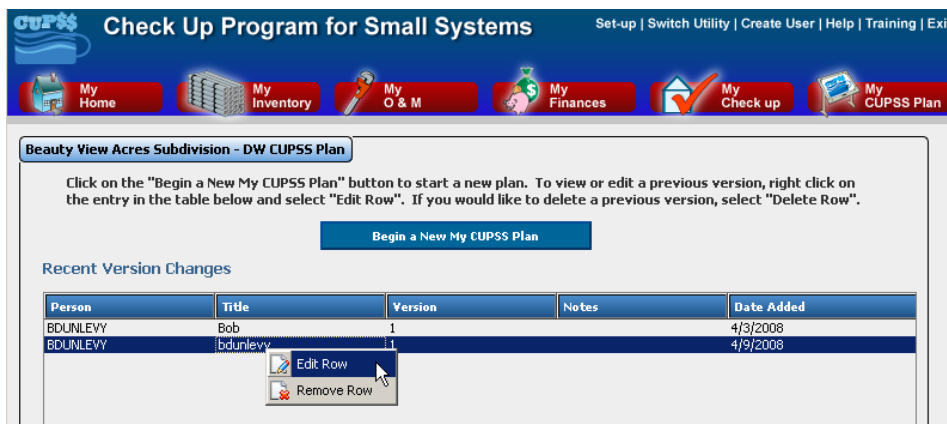 CUP$$ Check Up Program for Small Systems Set-up | Switch Utility | Create User | Help | Training | Exi
My Home My Inventory My O & M My Finances My Check up My CUPSS Plan
Beauty View Acres Subdivision - DW CUPSS Plan
Click on the "Begin a New My CUPSS Plan" button to start a new plan. To view or edit a previous version, right click on
the entry in the table below and select "Edit Row". If you would like to delete a previous version, select "Delete Row".
Begin a New My CUPSS Plan
Recent Version Changes
Person Title Version Notes Date Added
BDUNLEVY Bob 1 4/3/2008
BDUNLEVY bdunlevy 1 4/9/2008
Edit Row
Remove Row